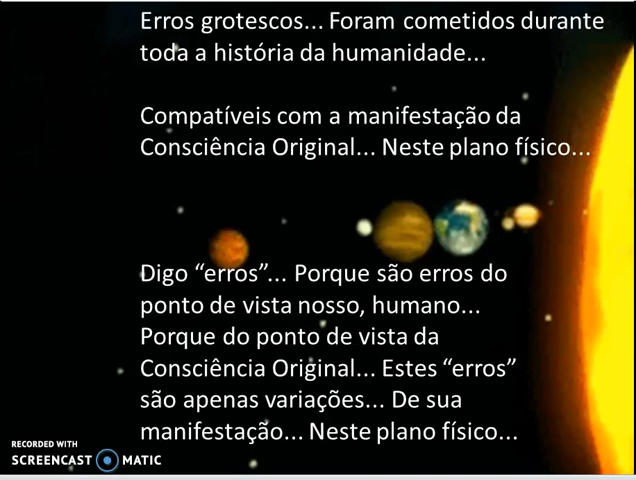 Erros grotescos... Foram cometidos durante
toda a história da humanidade...
Compatíveis com a manifestação da
Consciência Original... Neste plano físico...
Digo “erros”... Porque são erros do
ponto de vista nosso, humano...
Porque do ponto de vista da
Consciência Original... Estes “erros”
são apenas variações... De sua
manifestação... Neste plano físico...
RECORDED WITH
SCREENCAST MATIC